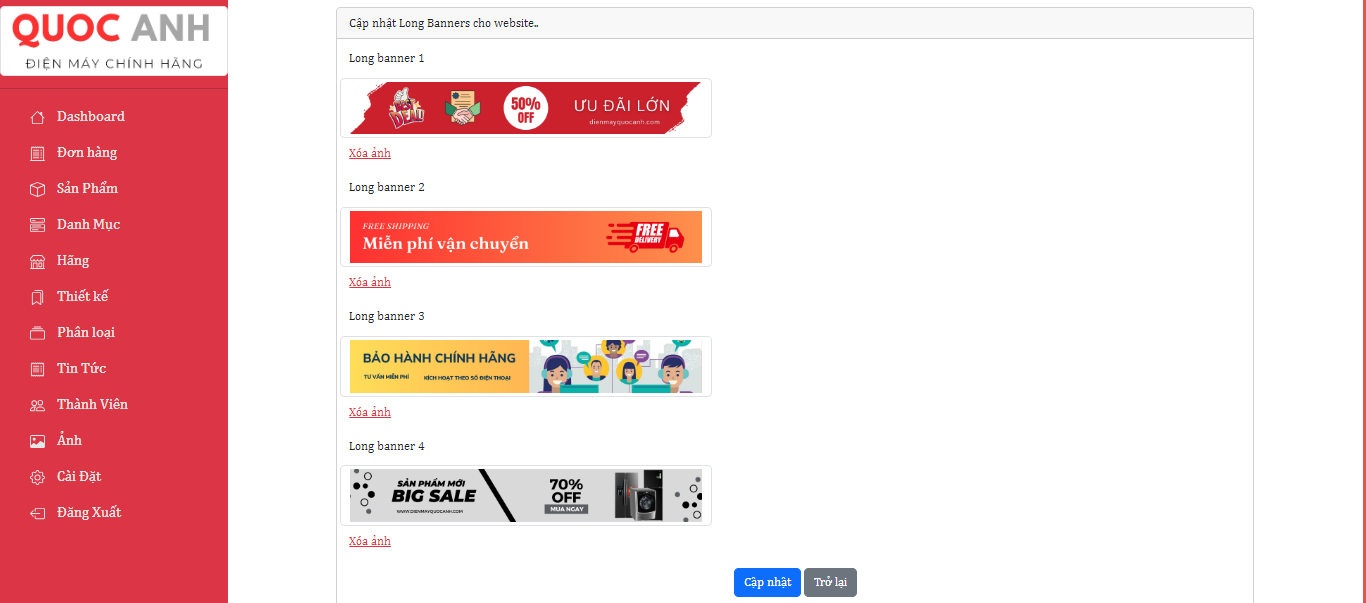 QUOC ANH
ĐIỆN MÁY CHÍNH HÃNG
Dashboard
Đơn hàng
Sản Phẩm
Danh Mục
Hãng
Thiết kế
Phân loại
Tin Tức
Thành Viên
Ảnh
Cài Đặt
Đăng Xuất
Cập nhật Long Banners cho website..
Long banner 1
BEST DEAL!
50%
OFF
ƯU ĐÃI LỚN
dienmayquocanh.com
Xóa ảnh
Long banner 2
FREE SHIPPING
Miễn phí vận chuyển
FREE
DELIVERY
Xóa ảnh
Long banner 3
BẢO HÀNH CHÍNH HÃNG
TƯ VẤN MIỄN PHÍ
KÍCH HOẠT THEO SỐ ĐIỆN THOẠI
Xóa ảnh
Long banner 4
SẢN PHẨM MỚI
BIG SALE
WWW.DIENMAYQUOCANH.COM
70%
OFF
MUA NGAY
Xóa ảnh
Cập nhật
Trở lại